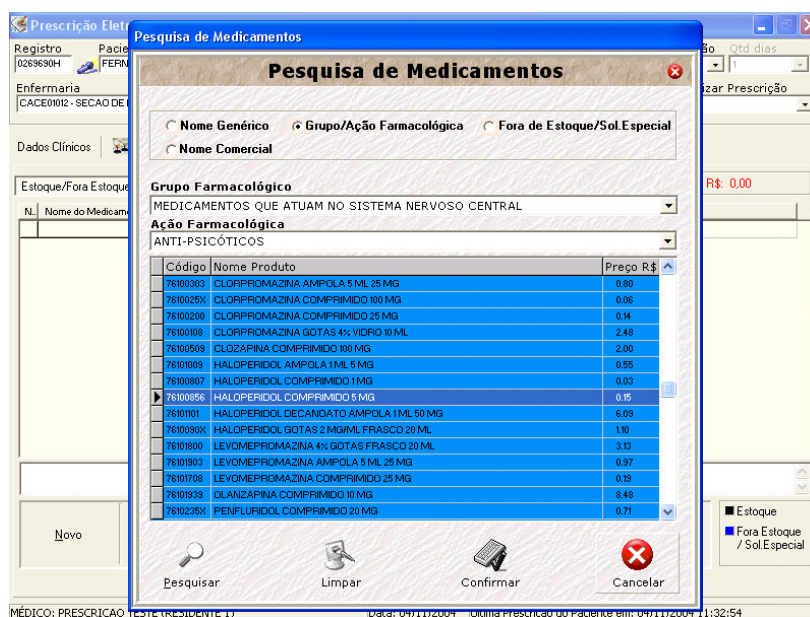 Prescrição Eletr
Registro Pacie ão Qtd dias
0269690H FERN 1
Enfermaria izar Prescrição
CACE01012 - SECAO DE
Dados Clínicos
Estoque/Fora Estoque R$: 0,00
N.. Nome do Medicam
Pesquisa de Medicamentos
Pesquisa de Medicamentos
Nome Genérico Grupo/Ação Farmacológica Fora de Estoque/Sol.Especial
Nome Comercial
Grupo Farmacológico
MEDICAMENTOS QUE ATUAM NO SISTEMA NERVOSO CENTRAL
Ação Farmacológica
ANTI-PSICÓTICOS
Código Nome Produto Preço R$
76100303 CLORPROMAZINA AMPOLA 5 ML 25 MG 0.80
7610025X CLORPROMAZINA COMPRIMIDO 100 MG 0.06
76100200 CLORPROMAZINA COMPRIMIDO 25 MG 0.14
76100108 CLORPROMAZINA GOTAS 4% VIDRO 10 ML 2.48
76100509 CLOZAPINA COMPRIMIDO 100 MG 2.00
76101009 HALOPERIDOL AMPOLA 1 ML 5 MG 0.55
76100807 HALOPERIDOL COMPRIMIDO 1 MG 0.03
76100856 HALOPERIDOL COMPRIMIDO 5 MG 0.15
76101101 HALOPERIDOL DECANOATO AMPOLA 1 ML 50 MG 6.09
7610090X HALOPERIDOL GOTAS 2 MG/ML FRASCO 20 ML 1.10
76101800 LEVOMEPROMAZINA 4% GOTAS FRASCO 20 ML 3.13
76101903 LEVOMEPROMAZINA AMPOLA 5 ML 25 MG 0.97
76101708 LEVOMEPROMAZINA COMPRIMIDO 25 MG 0.19
76101939 OLANZAPINA COMPRIMIDO 10 MG 8.48
7610235X PENFLURIDOL COMPRIMIDO 20 MG 0.71
Pesquisar Limpar Confirmar Cancelar
Novo
Estoque
Fora Estoque
/ Sol.Especial
MÉDICO: PRESCRICAO TESTE (RESIDENTE 1) Data: 04/11/2004 Última Prescrição do Paciente em: 04/11/2004 11:32:54